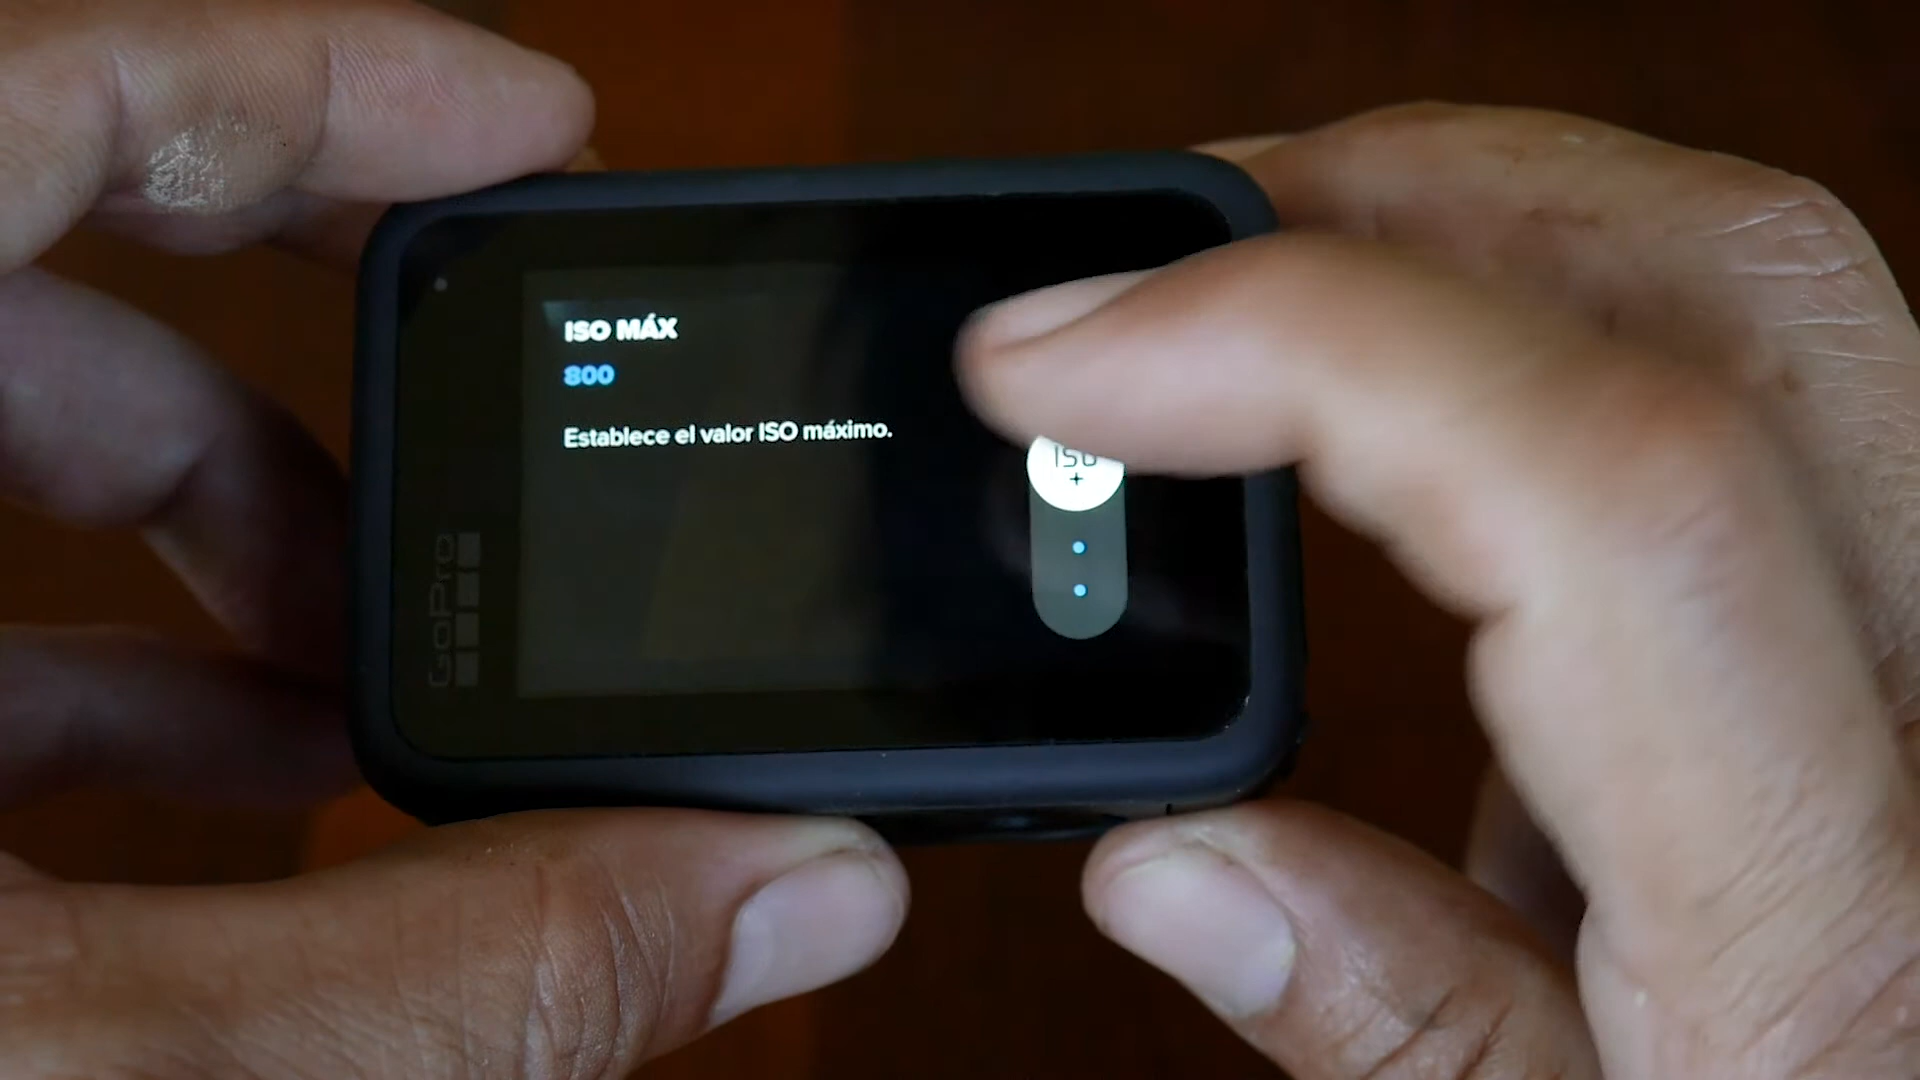 ISO MÁX
800
Establece el valor ISO máximo.
ISO
+
GoPro